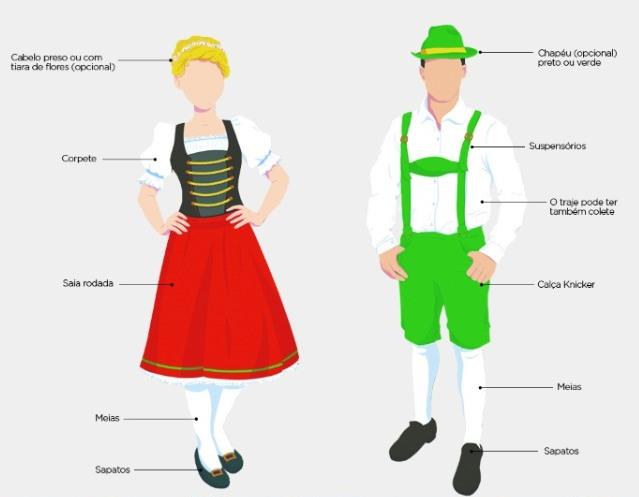 Cabelo preso ou com
tiara de flores (opcional)
Corpete
Saia rodada
Meias
Sapatos
Chapéu (opcional)
preto ou verde
Suspensórios
O traje pode ter
também colete
Calça Knicker
Meias
Sapatos